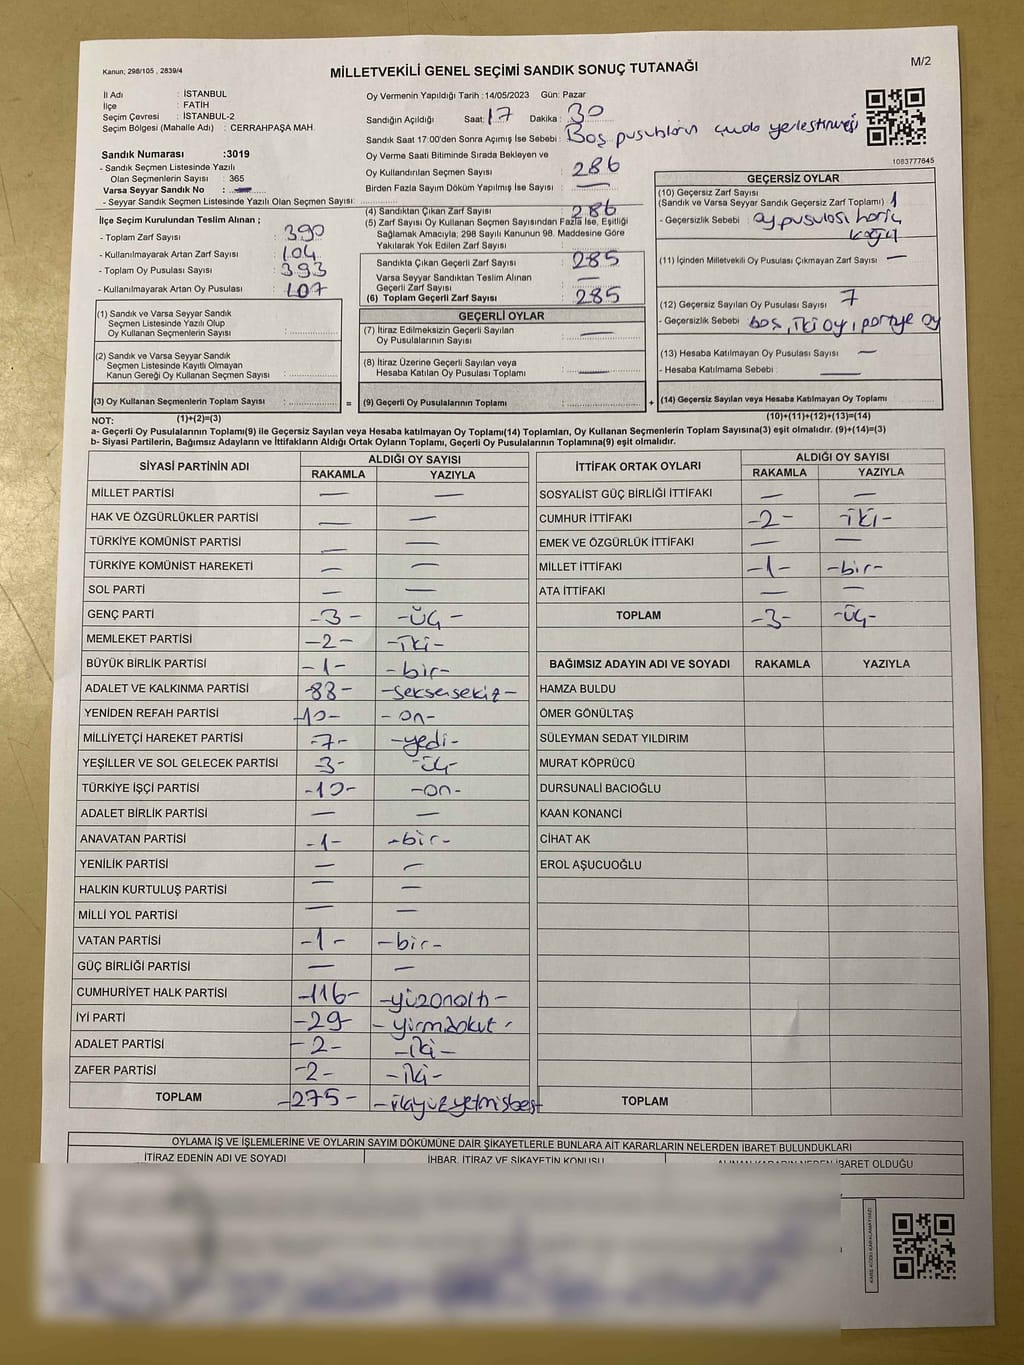 Kanun; 298/105 , 2839/4
MİLLETVEKİLİ GENEL SEÇİMİ SANDIK SONUÇ TUTANAĞI
M/2
İl Adı : İSTANBUL
İlçe : FATİH
Seçim Çevresi : İSTANBUL-2
Seçim Bölgesi (Mahalle Adı) : CERRAHPAŞA MAH.
Sandık Numarası :3019
- Sandık Seçmen Listesinde Yazılı
Olan Seçmenlerin Sayısı : 365
Varsa Seyyar Sandık No :
- Seyyar Sandık Seçmen Listesinde Yazılı Olan Seçmen Sayısı:
Oy Vermenin Yapıldığı Tarih :14/05/2023 Gün: Pazar
Sandığın Açıldığı Saat: 17 Dakika : 30
Sandık Saat 17:00'den Sonra Açımış İse Sebebi : Boş pusulaların yerleştirmesi
Oy Verme Saati Bitiminde Sırada Bekleyen ve
Oy Kullandırılan Seçmen Sayısı : 286
Birden Fazla Sayım Döküm Yapılmış İse Sayısı : —
1083777645
İlçe Seçim Kurulundan Teslim Alınan ;
- Toplam Zarf Sayısı : 390
- Kullanılmayarak Artan Zarf Sayısı : 104
- Toplam Oy Pusulası Sayısı : 393
- Kullanılmayarak Artan Oy Pusulası : 107
(4) Sandıktan Çıkan Zarf Sayısı : 286
(5) Zarf Sayısı Oy Kullanan Seçmen Sayısından Fazla İse, Eşitliği
Sağlamak Amacıyla, 298 Sayılı Kanunun 98. Maddesine Göre
Yakılarak Yok Edilen Zarf Sayısı :
Sandıkta Çıkan Geçerli Zarf Sayısı : 285
Varsa Seyyar Sandıktan Teslim Alınan
Geçerli Zarf Sayısı : —
(6) Toplam Geçerli Zarf Sayısı : 285
GEÇERSİZ OYLAR
(10) Geçersiz Zarf Sayısı
(Sandık ve Varsa Seyyar Sandık Geçersiz Zarf Toplamı) : 1
- Geçersizlik Sebebi : oy pusulası hariç
kağıt
(11) İçinden Milletvekili Oy Pusulası Çıkmayan Zarf Sayısı : —
(12) Geçersiz Sayılan Oy Pusulası Sayısı : 7
- Geçersizlik Sebebi : boş, iki oy, partiye oy
(13) Hesaba Katılmayan Oy Pusulası Sayısı : —
- Hesaba Katılmama Sebebi : —
(14) Geçersiz Sayılan veya Hesaba Katılmayan Oy Toplamı :
(1) Sandık ve Varsa Seyyar Sandık
Seçmen Listesinde Yazılı Olup
Oy Kullanan Seçmenlerin Sayısı :
(2) Sandık ve Varsa Seyyar Sandık
Seçmen Listesinde Kayıtlı Olmayan
Kanun Gereği Oy Kullanan Seçmen Sayısı :
(3) Oy Kullanan Seçmenlerin Toplam Sayısı : =
GEÇERLİ OYLAR
(7) İtiraz Edilmeksizin Geçerli Sayılan
Oy Pusulalarının Sayısı : —
(8) İtiraz Üzerine Geçerli Sayılan veya
Hesaba Katılan Oy Pusulası Toplamı : —
(9) Geçerli Oy Pusulalarının Toplamı : +
NOT: (1)+(2)=(3) (10)+(11)+(12)+(13)=(14)
a- Geçerli Oy Pusulalarının Toplam(9) ile Geçersiz Sayılan veya Hesaba Katılmayan Oy Toplam(14) Toplamları, Oy Kullanan Seçmenlerin Toplam Sayısına(3) eşit olmalıdır. (9)+(14)=(3)
b- Siyasi Partilerin, Bağımsız Adayların ve İttifakların Aldığı Ortak Oyların Toplamı, Geçerli Oy Pusulalarının Toplamına(9) eşit olmalıdır.
SİYASİ PARTİNİN ADI ALDIĞI OY SAYISI
RAKAMLA YAZIYLA
MİLLET PARTİSİ — —
HAK VE ÖZGÜRLÜKLER PARTİSİ — —
TÜRKİYE KOMÜNİST PARTİSİ — —
TÜRKİYE KOMÜNİST HAREKETİ — —
SOL PARTİ — —
GENÇ PARTİ -3- -üç-
MEMLEKET PARTİSİ -2- -iki-
BÜYÜK BİRLİK PARTİSİ -1- -bir-
ADALET VE KALKINMA PARTİSİ -88- -seksensekiz-
YENİDEN REFAH PARTİSİ -10- -on-
MİLLİYETÇİ HAREKET PARTİSİ -7- -yedi-
YEŞİLLER VE SOL GELECEK PARTİSİ -3- -üç-
TÜRKİYE İŞÇİ PARTİSİ -10- -on-
ADALET BİRLİK PARTİSİ — —
ANAVATAN PARTİSİ -1- -bir-
YENİLİK PARTİSİ — —
HALKIN KURTULUŞ PARTİSİ — —
MİLLİ YOL PARTİSİ — —
VATAN PARTİSİ -1- -bir-
GÜÇ BİRLİĞİ PARTİSİ — —
CUMHURİYET HALK PARTİSİ -116- -yüzonaltı-
İYİ PARTİ -29- -yirmidokuz-
ADALET PARTİSİ -2- -iki-
ZAFER PARTİSİ -2- -iki-
TOPLAM -275- -ikiyüzyetmişbeş-
İTTİFAK ORTAK OYLARI ALDIĞI OY SAYISI
RAKAMLA YAZIYLA
SOSYALİST GÜÇ BİRLİĞİ İTTİFAKI — —
CUMHUR İTTİFAKI -2- iki-
EMEK VE ÖZGÜRLÜK İTTİFAKI — —
MİLLET İTTİFAKI -1- -bir-
ATA İTTİFAKI — —
TOPLAM -3- -üç-
BAĞIMSIZ ADAYIN ADI VE SOYADI RAKAMLA YAZIYLA
HAMZA BULDU
ÖMER GÖNÜLTAŞ
SÜLEYMAN SEDAT YILDIRIM
MURAT KÖPRÜCÜ
DURSUNALİ BACIOĞLU
KAAN KONANCİ
CİHAT AK
EROL AŞUCUOĞLU
TOPLAM
OYLAMA İŞ VE İŞLEMLERİNE VE OYLARIN SAYIM DÖKÜMÜNE DAİR ŞİKAYETLERLE BUNLARA AİT KARARLARIN NELERDEN İBARET BULUNDUKLARI
İTİRAZ EDENİN ADI VE SOYADI İHBAR, İTİRAZ VE ŞİKAYETİN KONUSU ALINAN KARARIN NEDEN İBARET OLDUĞU
KARE KODU KARALAMAYINIZ!